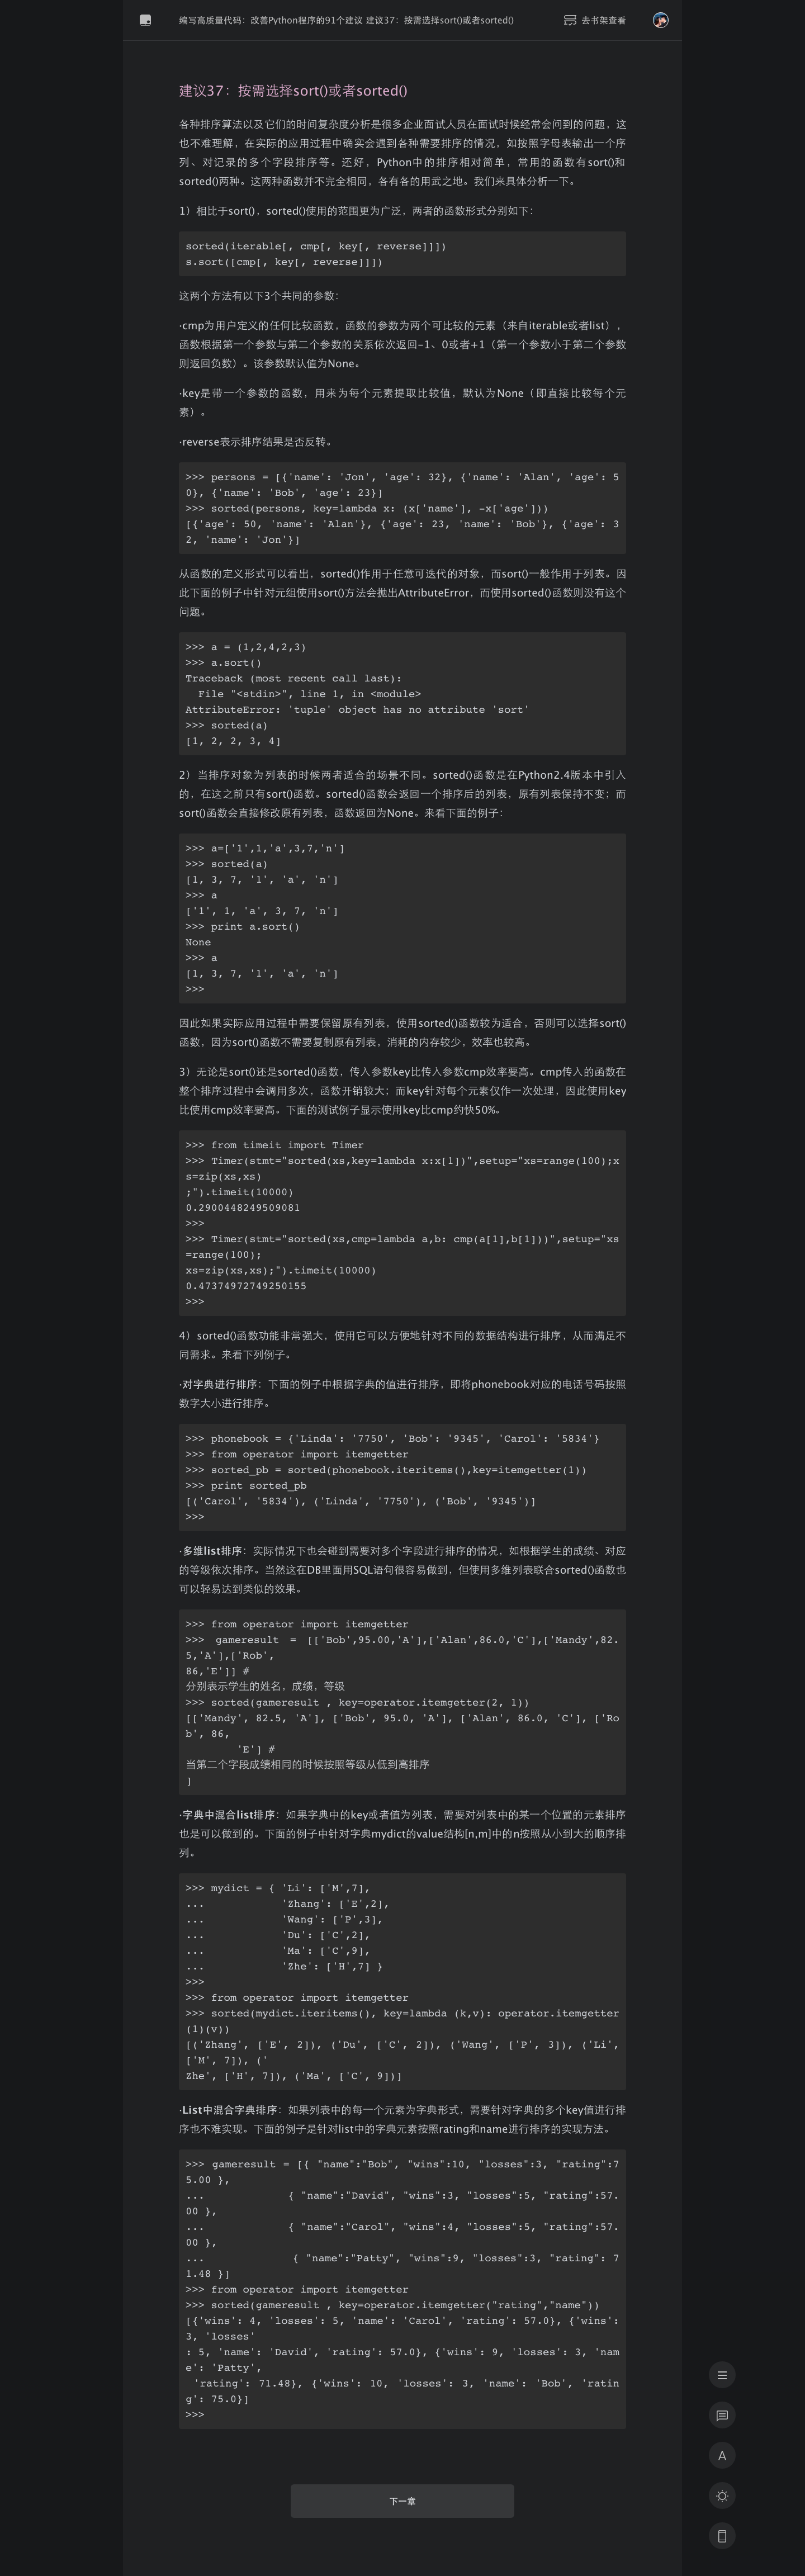 编写高质量代码：改善Python程序的91个建议 建议37：按需选择sort()或者sorted()
去书架查看
建议37：按需选择sort()或者sorted()
各种排序算法以及它们的时间复杂度分析是很多企业面试人员在面试时候经常会问到的问题，这
也不难理解，在实际的应用过程中确实会遇到各种需要排序的情况，如按照字母表输出一个序
列、对记录的多个字段排序等。还好，Python中的排序相对简单，常用的函数有sort()和
sorted()两种。这两种函数并不完全相同，各有各的用武之地。我们来具体分析一下。
1）相比于sort()，sorted()使用的范围更为广泛，两者的函数形式分别如下：
sorted(iterable[, cmp[, key[, reverse]]])
s.sort([cmp[, key[, reverse]]])
这两个方法有以下3个共同的参数：
·cmp为用户定义的任何比较函数，函数的参数为两个可比较的元素（来自iterable或者list），
函数根据第一个参数与第二个参数的关系依次返回-1、0或者+1（第一个参数小于第二个参数
则返回负数）。该参数默认值为None。
·key是带一个参数的函数，用来为每个元素提取比较值，默认为None（即直接比较每个元
素）。
·reverse表示排序结果是否反转。
>>> persons = [{'name': 'Jon', 'age': 32}, {'name': 'Alan', 'age': 5
0}, {'name': 'Bob', 'age': 23}]
>>> sorted(persons, key=lambda x: (x['name'], -x['age']))
[{'age': 50, 'name': 'Alan'}, {'age': 23, 'name': 'Bob'}, {'age': 3
2, 'name': 'Jon'}]
从函数的定义形式可以看出，sorted()作用于任意可迭代的对象，而sort()一般作用于列表。因
此下面的例子中针对元组使用sort()方法会抛出AttributeError，而使用sorted()函数则没有这个
问题。
>>> a = (1,2,4,2,3)
>>> a.sort()
Traceback (most recent call last):
  File "<stdin>", line 1, in <module>
AttributeError: 'tuple' object has no attribute 'sort'
>>> sorted(a)
[1, 2, 2, 3, 4]
2）当排序对象为列表的时候两者适合的场景不同。sorted()函数是在Python2.4版本中引入
的，在这之前只有sort()函数。sorted()函数会返回一个排序后的列表，原有列表保持不变；而
sort()函数会直接修改原有列表，函数返回为None。来看下面的例子：
>>> a=['1',1,'a',3,7,'n']
>>> sorted(a)
[1, 3, 7, '1', 'a', 'n']
>>> a
['1', 1, 'a', 3, 7, 'n']
>>> print a.sort()
None
>>> a
[1, 3, 7, '1', 'a', 'n']
>>>
因此如果实际应用过程中需要保留原有列表，使用sorted()函数较为适合，否则可以选择sort()
函数，因为sort()函数不需要复制原有列表，消耗的内存较少，效率也较高。
3）无论是sort()还是sorted()函数，传入参数key比传入参数cmp效率要高。cmp传入的函数在
整个排序过程中会调用多次，函数开销较大；而key针对每个元素仅作一次处理，因此使用key
比使用cmp效率要高。下面的测试例子显示使用key比cmp约快50%。
>>> from timeit import Timer
>>> Timer(stmt="sorted(xs,key=lambda x:x[1])",setup="xs=range(100);x
s=zip(xs,xs)
;").timeit(10000)
0.2900448249509081
>>>
>>> Timer(stmt="sorted(xs,cmp=lambda a,b: cmp(a[1],b[1]))",setup="xs
=range(100);
xs=zip(xs,xs);").timeit(10000)
0.47374972749250155
>>>
4）sorted()函数功能非常强大，使用它可以方便地针对不同的数据结构进行排序，从而满足不
同需求。来看下列例子。
·对字典进行排序：下面的例子中根据字典的值进行排序，即将phonebook对应的电话号码按照
数字大小进行排序。
>>> phonebook = {'Linda': '7750', 'Bob': '9345', 'Carol': '5834'}
>>> from operator import itemgetter
>>> sorted_pb = sorted(phonebook.iteritems(),key=itemgetter(1))
>>> print sorted_pb
[('Carol', '5834'), ('Linda', '7750'), ('Bob', '9345')]
>>>
·多维list排序：实际情况下也会碰到需要对多个字段进行排序的情况，如根据学生的成绩、对应
的等级依次排序。当然这在DB里面用SQL语句很容易做到，但使用多维列表联合sorted()函数也
可以轻易达到类似的效果。
>>> from operator import itemgetter
>>> gameresult = [['Bob',95.00,'A'],['Alan',86.0,'C'],['Mandy',82.
5,'A'],['Rob',
86,'E']] #
分别表示学生的姓名，成绩，等级
>>> sorted(gameresult , key=operator.itemgetter(2, 1))
[['Mandy', 82.5, 'A'], ['Bob', 95.0, 'A'], ['Alan', 86.0, 'C'], ['Ro
b', 86,
        'E'] #
当第二个字段成绩相同的时候按照等级从低到高排序
]
·字典中混合list排序：如果字典中的key或者值为列表，需要对列表中的某一个位置的元素排序
也是可以做到的。下面的例子中针对字典mydict的value结构[n,m]中的n按照从小到大的顺序排
列。
>>> mydict = { 'Li': ['M',7],
...            'Zhang': ['E',2],
...            'Wang': ['P',3],
...            'Du': ['C',2],
...            'Ma': ['C',9],
...            'Zhe': ['H',7] }
>>>
>>> from operator import itemgetter
>>> sorted(mydict.iteritems(), key=lambda (k,v): operator.itemgetter
(1)(v))
[('Zhang', ['E', 2]), ('Du', ['C', 2]), ('Wang', ['P', 3]), ('Li',
['M', 7]), ('
Zhe', ['H', 7]), ('Ma', ['C', 9])]
·List中混合字典排序：如果列表中的每一个元素为字典形式，需要针对字典的多个key值进行排
序也不难实现。下面的例子是针对list中的字典元素按照rating和name进行排序的实现方法。
>>> gameresult = [{ "name":"Bob", "wins":10, "losses":3, "rating":7
5.00 },
...             { "name":"David", "wins":3, "losses":5, "rating":57.
00 },
...             { "name":"Carol", "wins":4, "losses":5, "rating":57.
00 },
...             { "name":"Patty", "wins":9, "losses":3, "rating": 7
1.48 }]
>>> from operator import itemgetter
>>> sorted(gameresult , key=operator.itemgetter("rating","name"))
[{'wins': 4, 'losses': 5, 'name': 'Carol', 'rating': 57.0}, {'wins':
3, 'losses'
: 5, 'name': 'David', 'rating': 57.0}, {'wins': 9, 'losses': 3, 'nam
e': 'Patty',
 'rating': 71.48}, {'wins': 10, 'losses': 3, 'name': 'Bob', 'ratin
g': 75.0}]
>>>
A
下一章